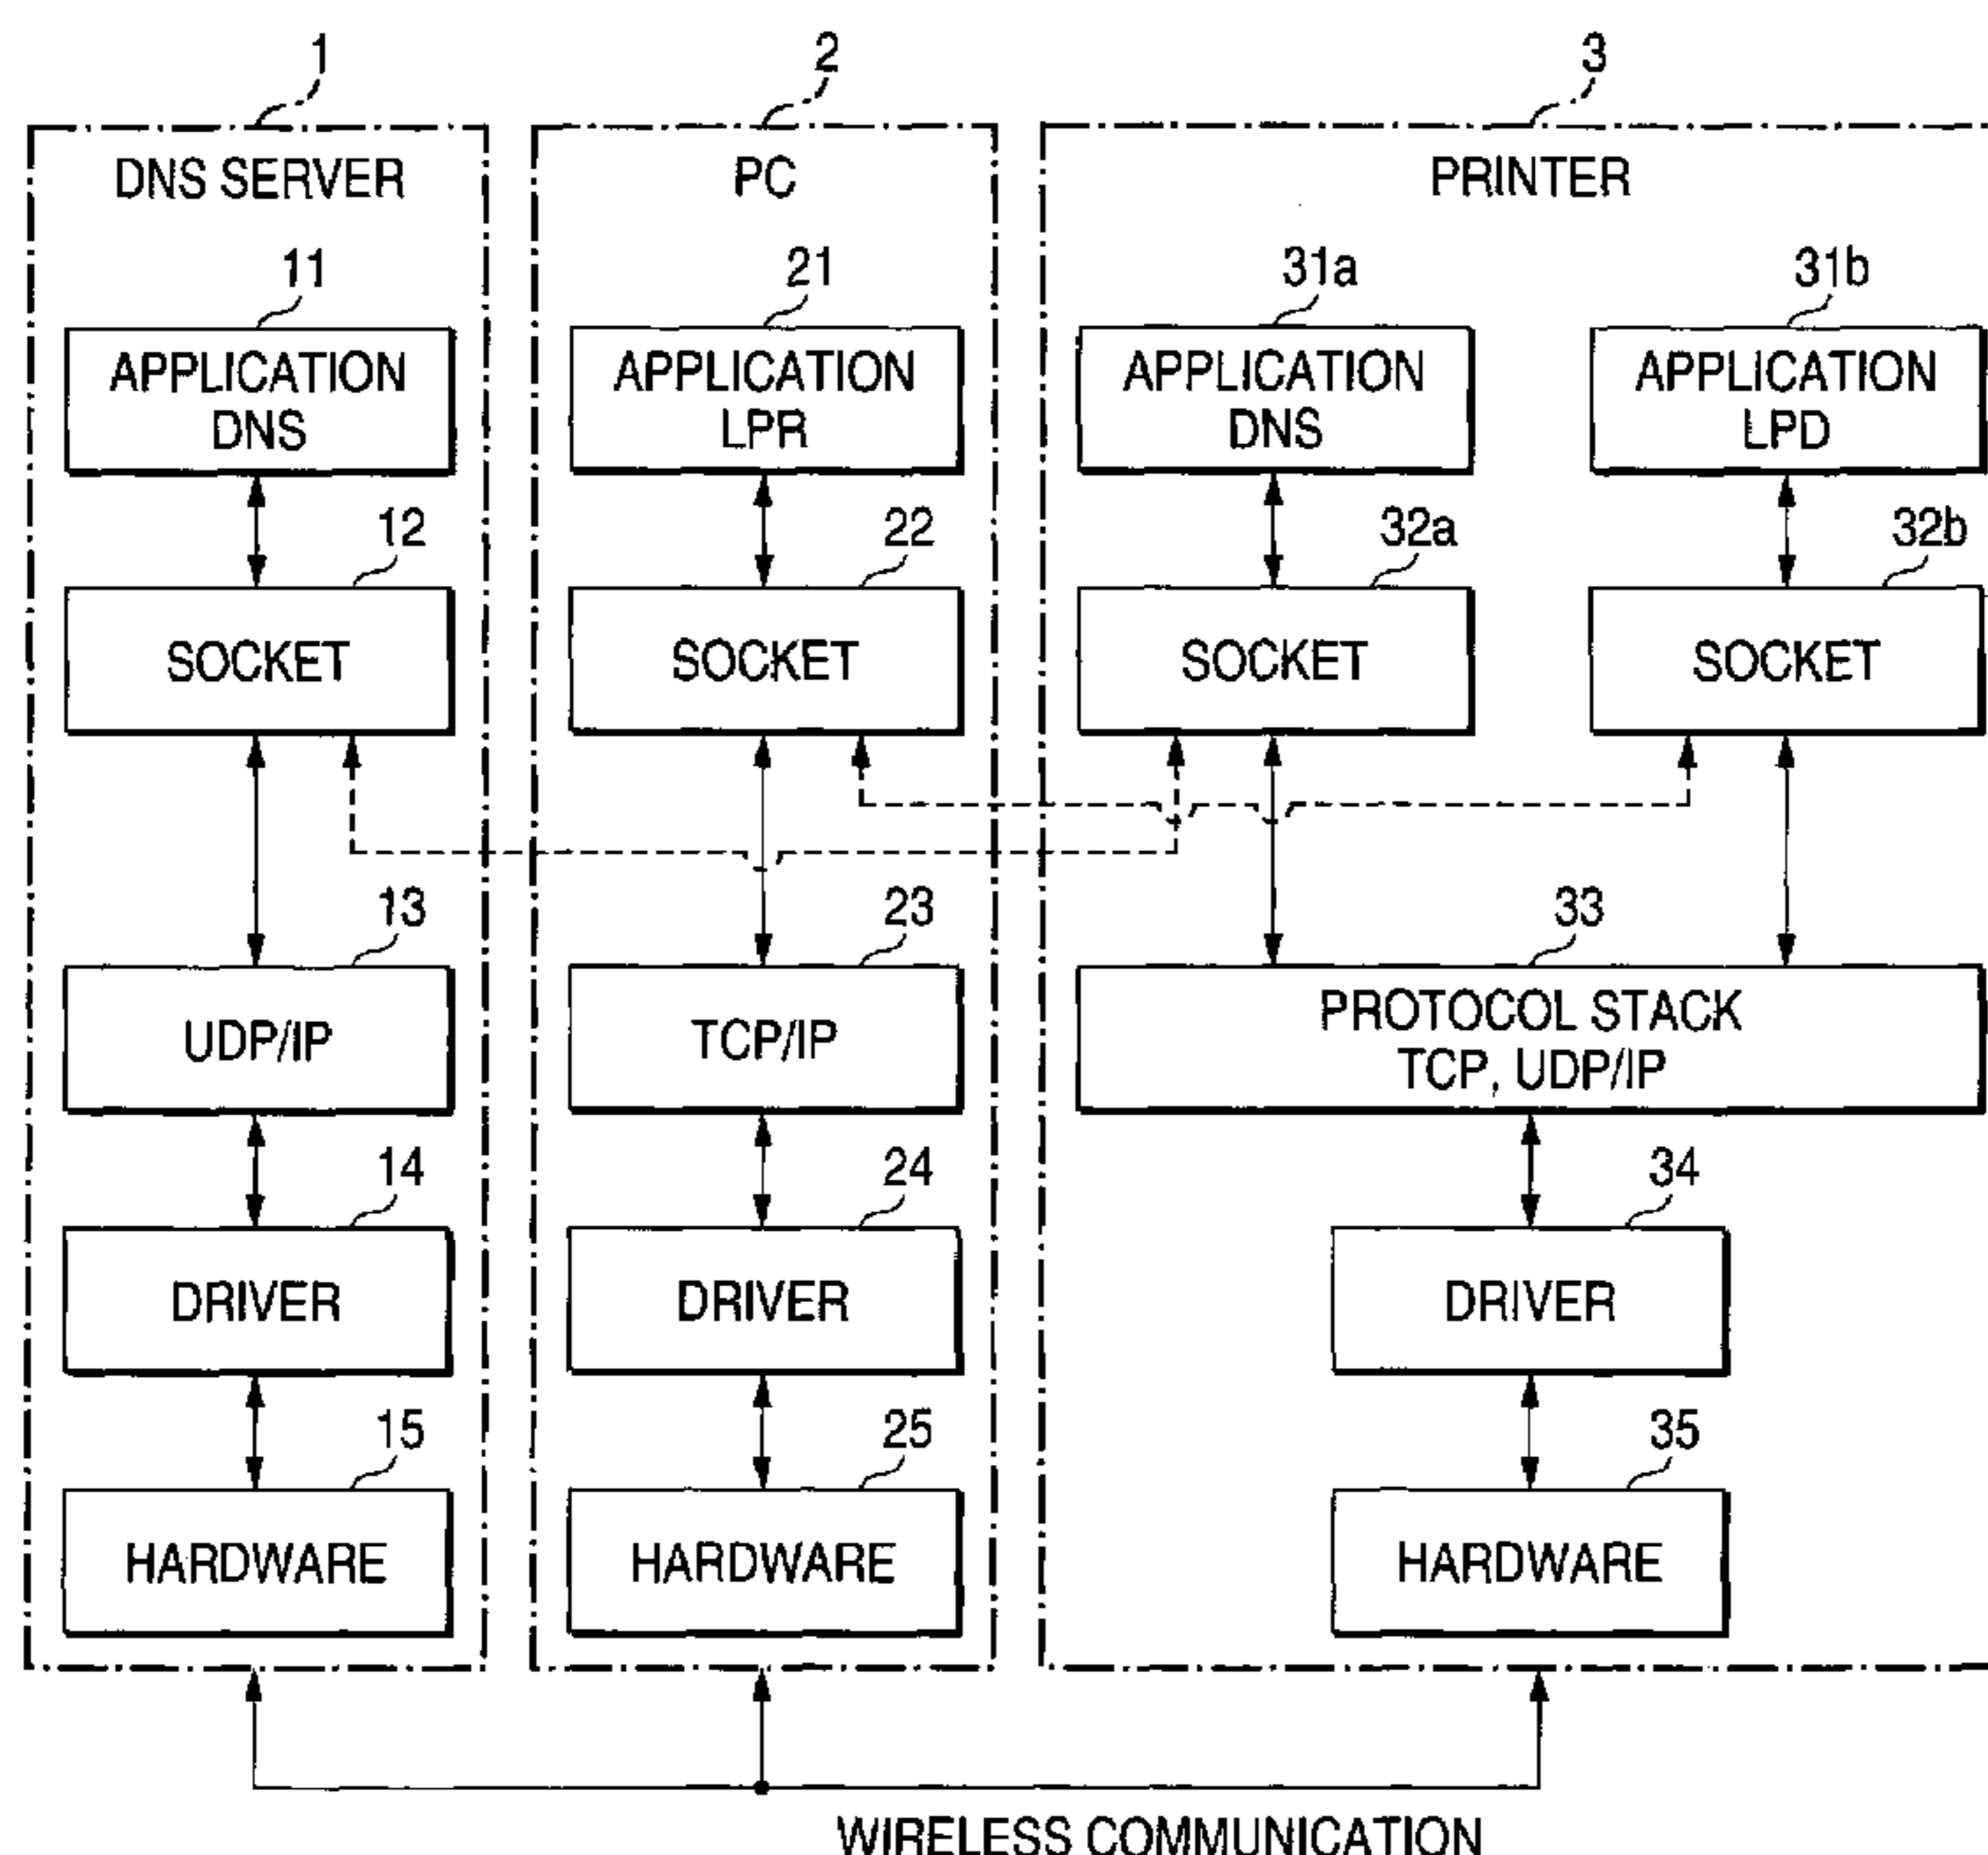 1
2
3
DNS SERVER
PC
PRINTER
11
21
31a
31b
APPLICATION
DNS
APPLICATION
LPR
APPLICATION
DNS
APPLICATION
LPD
12
22
32a
32b
SOCKET
SOCKET
SOCKET
SOCKET
13
23
33
UDP/IP
TCP/IP
PROTOCOL STACK
TCP, UDP/IP
14
24
34
DRIVER
DRIVER
DRIVER
15
25
35
HARDWARE
HARDWARE
HARDWARE
WIRELESS COMMUNICATION